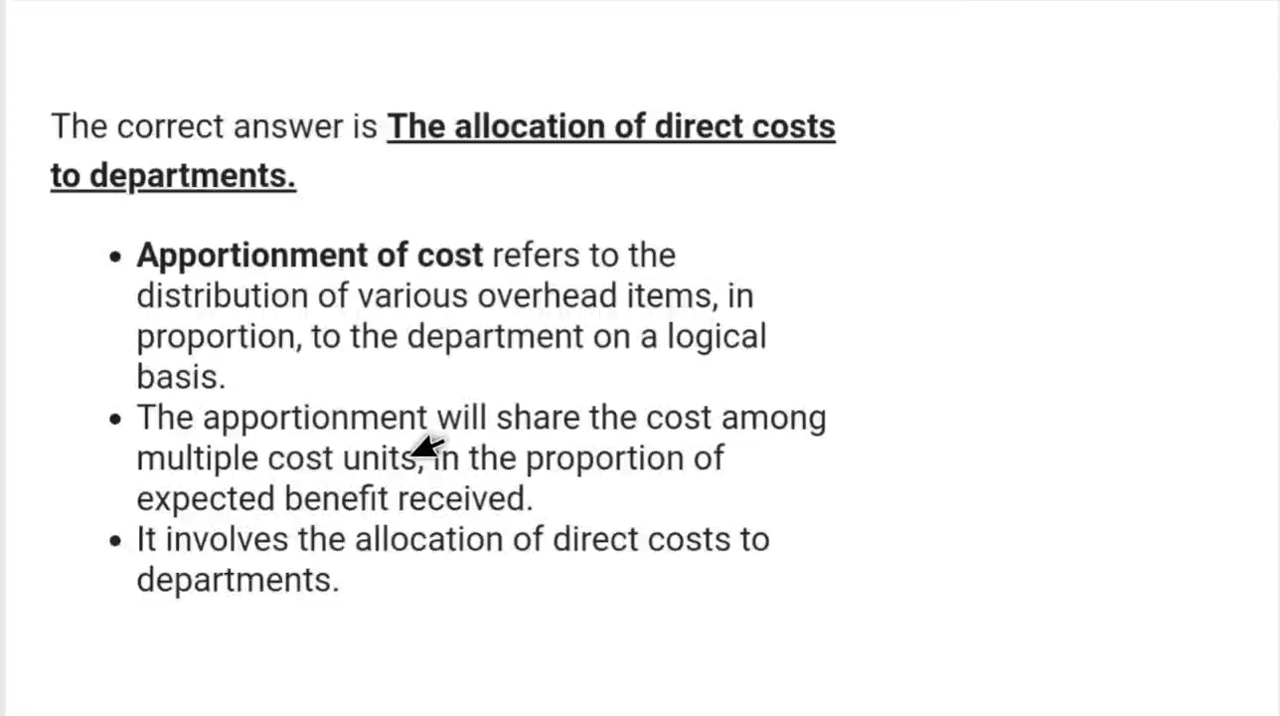 The correct answer is The allocation of direct costs
to departments.
• Apportionment of cost refers to the
distribution of various overhead items, in
proportion, to the department on a logical
basis.
• The apportionment will share the cost among
multiple cost units, in the proportion of
expected benefit received.
• It involves the allocation of direct costs to
departments.